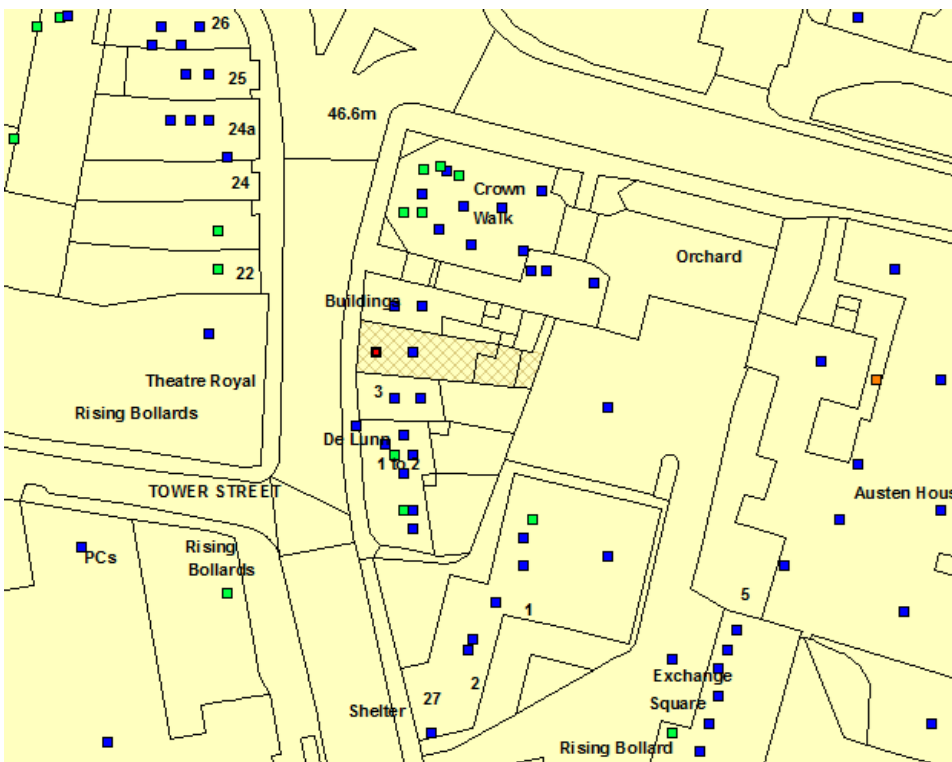 26
25
46.6m
24a
24
Crown
Walk
Orchard
22
Buildings
Theatre Royal
3
Rising Bollards
De Lunn
1 to 2
TOWER STREET
Austen Hous
Rising
Bollards
PCs
5
1
Exchange
Square
2
27
Shelter
Rising Bollard